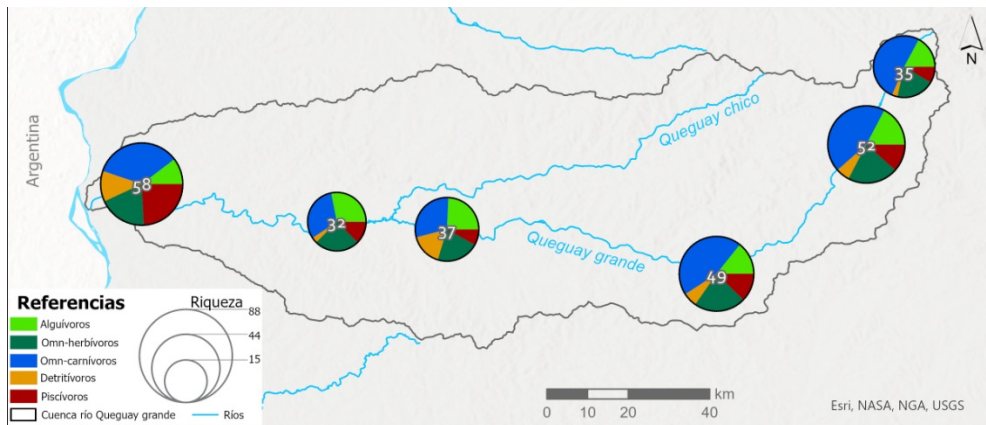 N
Argentina
Queguay chico
Queguay grande
35
52
58
32
37
49
Referencias
Alguívoros
Omn-herbívoros
Omn-carnívoros
Detritívoros
Piscívoros
Cuenca río Queguay grande
Riqueza
88
44
15
Ríos
km
0 10 20 40
Esri, NASA, NGA, USGS